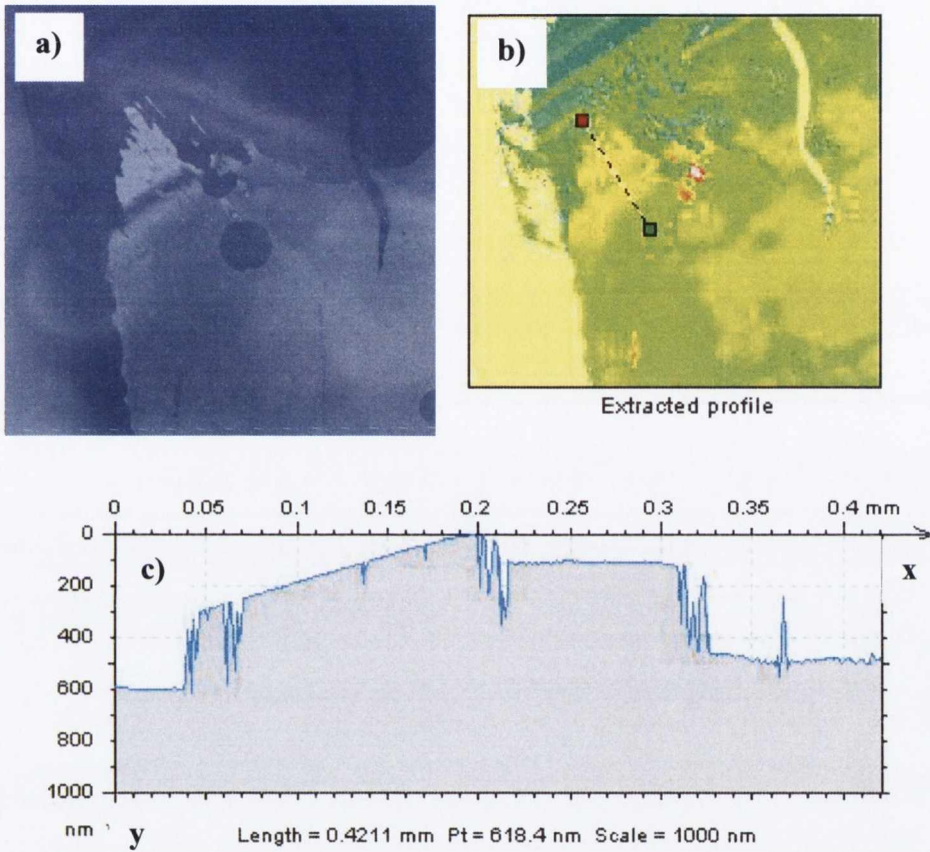 a)
b)
Extracted profile
0 0.05 0.1 0.15 0.2 0.25 0.3 0.35 0.4 mm
0
c)
x
200
400
600
800
1000
nm y Length = 0.4211 mm Pt = 618.4 nm Scale = 1000 nm